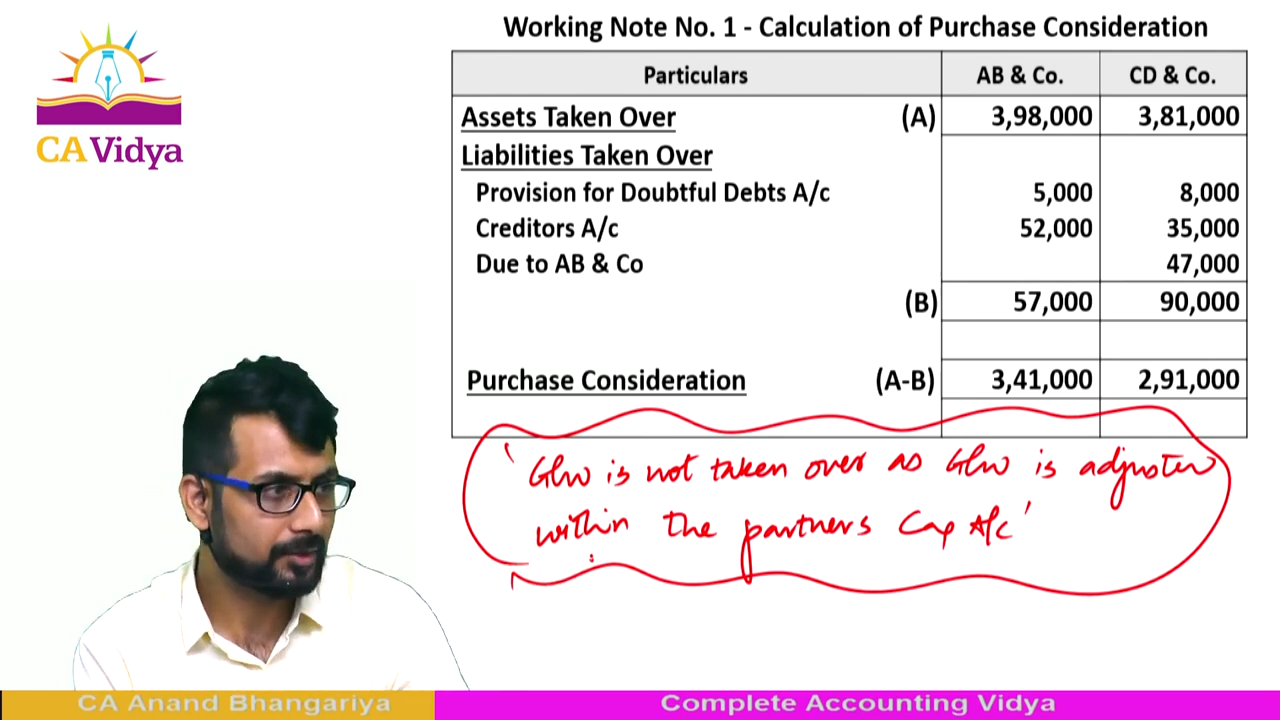 Working Note No. 1 - Calculation of Purchase Consideration
CA Vidya
Particulars AB & Co. CD & Co.
Assets Taken Over (A) 3,98,000 3,81,000
Liabilities Taken Over
Provision for Doubtful Debts A/c 5,000 8,000
Creditors A/c 52,000 35,000
Due to AB & Co 47,000
(B) 57,000 90,000
Purchase Consideration (A-B) 3,41,000 2,91,000
'Glw is not taken over as Glw is adjusted
within the partners Cap A/c'
CA Anand Bhangariya Complete Accounting Vidya